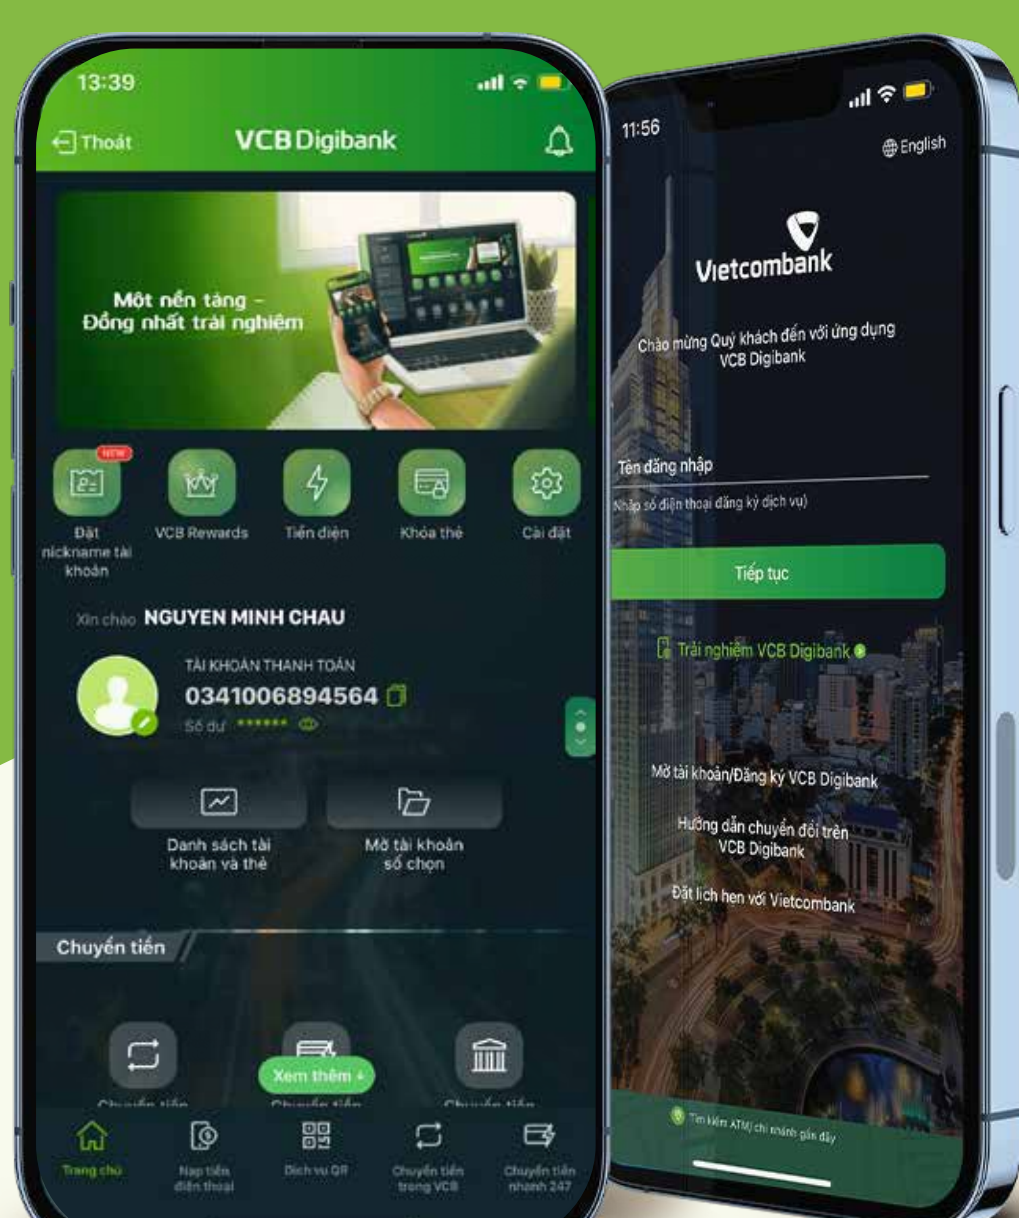 13:39
Thoát
VCB Digibank
Một nền tảng -
Đồng nhất trải nghiệm
NEW
Đặt
nickname tài
khoản
VCB Rewards
Tiền điện
Khóa thẻ
Cài đặt
Xin chào NGUYEN MINH CHAU
TÀI KHOẢN THANH TOÁN
0341006894564
Số dư ******
Danh sách tài
khoản và thẻ
Mở tài khoản
số chọn
Chuyển tiền
Xem thêm
Chuyển tiền
Chuyển tiền
Chuyển tiền
Trang chủ
Nạp tiền
điện thoại
Dịch vụ QR
Chuyển tiền
trong VCB
Chuyển tiền
nhanh 247
11:56
English
Vietcombank
Chào mừng Quý khách đến với ứng dụng
VCB Digibank
Tên đăng nhập
Nhập số điện thoại đăng ký dịch vụ)
Tiếp tục
Trải nghiệm VCB Digibank
Mở tài khoản/Đăng ký VCB Digibank
Hướng dẫn chuyển đổi trên
VCB Digibank
Đặt lịch hẹn với Vietcombank
Tìm kiếm ATM/ chi nhánh gần đây